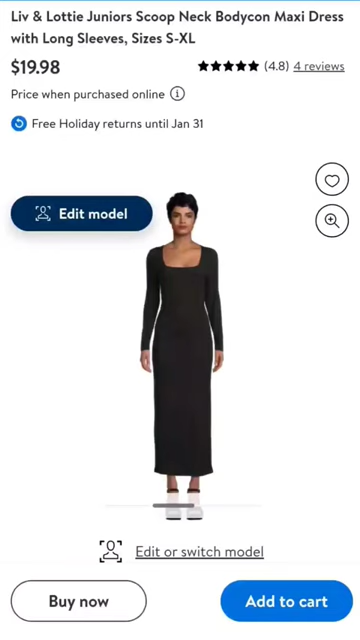 Liv & Lottie Juniors Scoop Neck Bodycon Maxi Dress
with Long Sleeves, Sizes S-XL
$19.98
(4.8) 4 reviews
Price when purchased online
Free Holiday returns until Jan 31
Edit model
Edit or switch model
Buy now
Add to cart